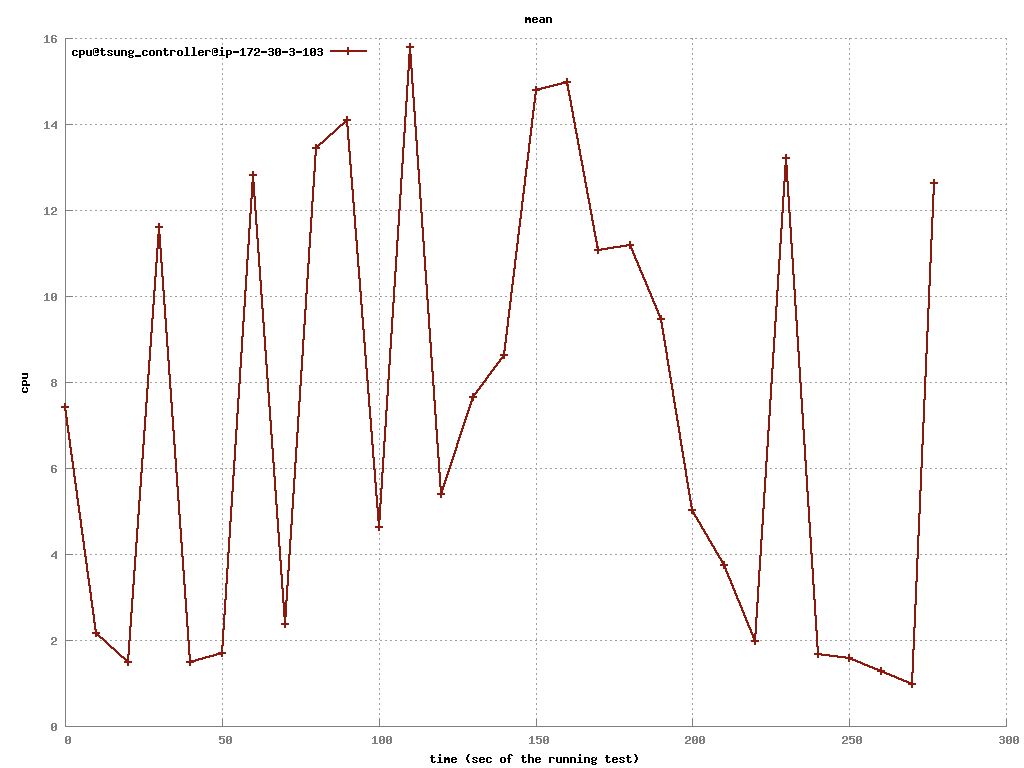 mean
cpu@tsung_controller@ip-172-30-3-103
16
14
12
10
8
6
4
2
0
cpu
0 50 100 150 200 250 300
time (sec of the running test)